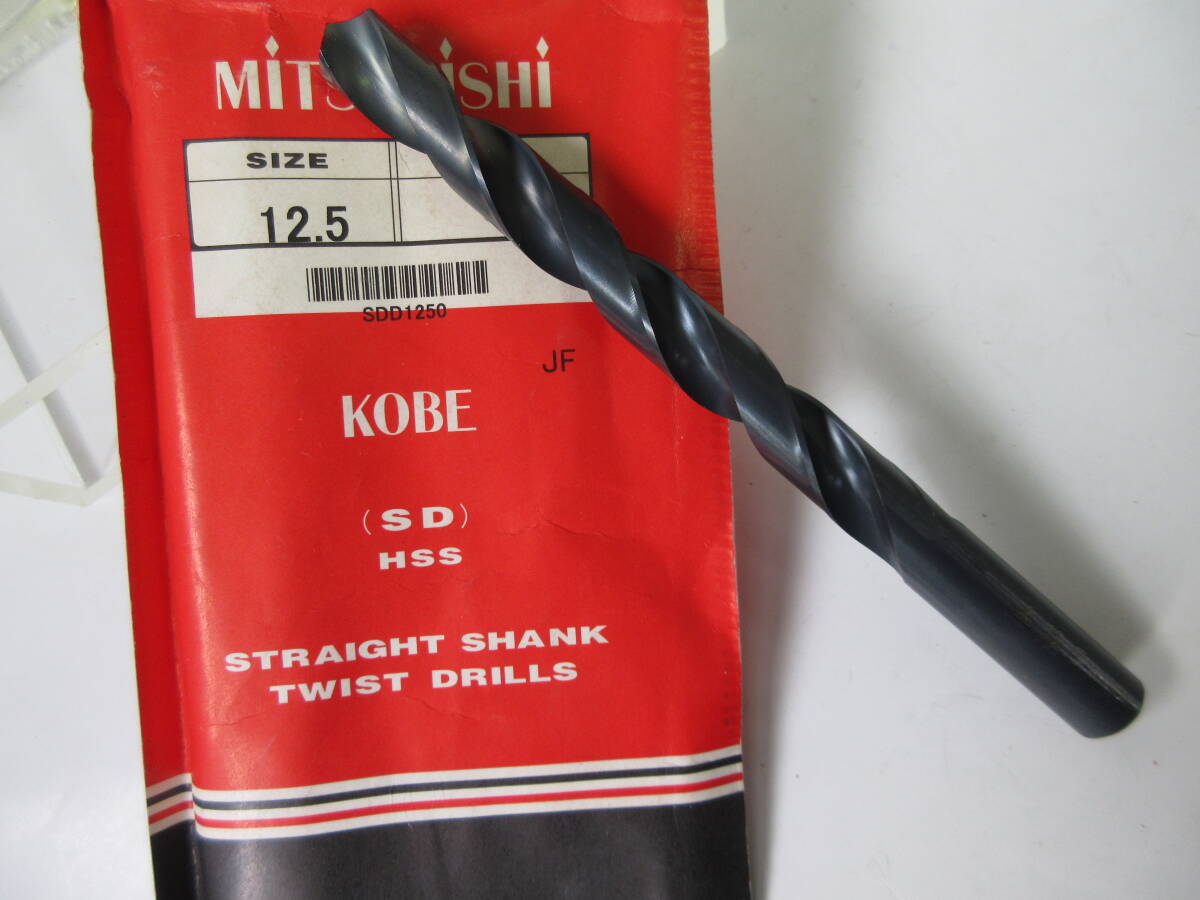 SIZE
12.5
SDD1250
JF
KOBE
(SD)
HSS
STRAIGHT SHANK
TWIST DRILLS